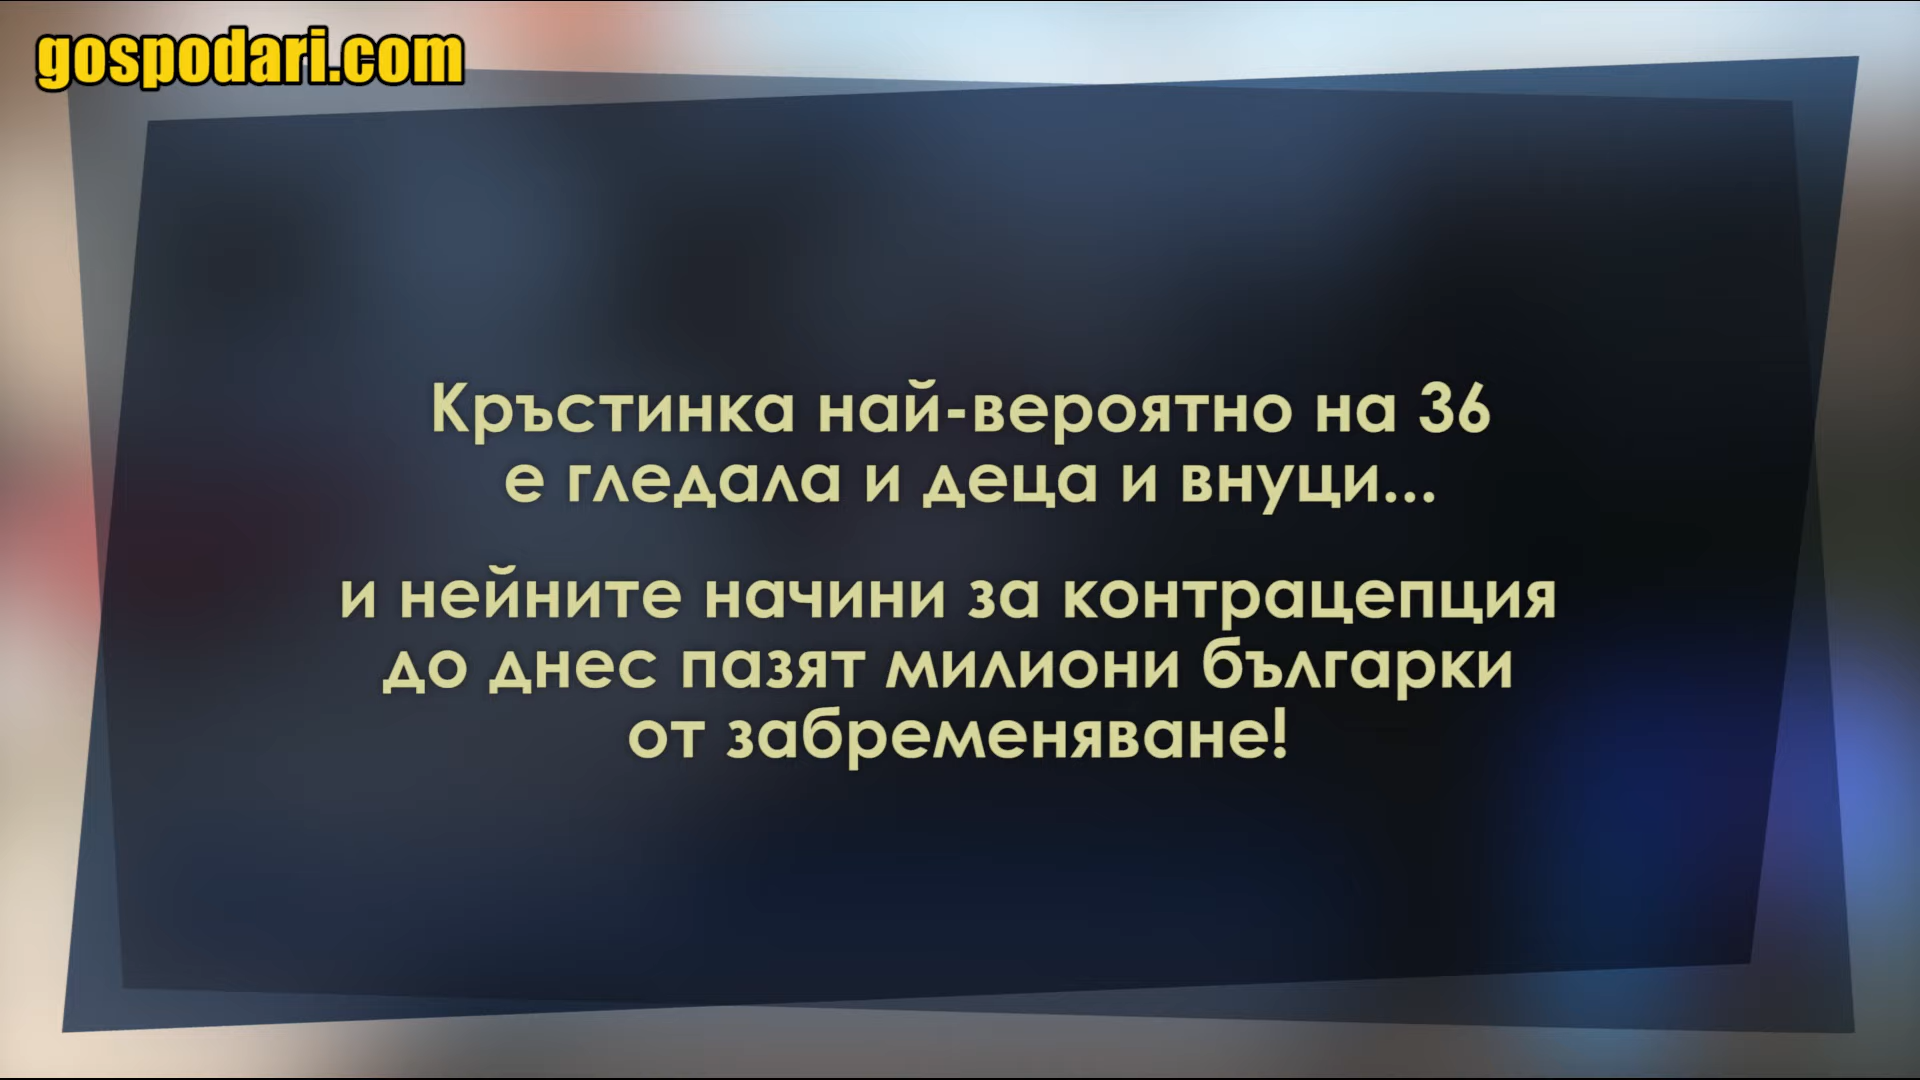 gospodari.com
Кръстинка най-вероятно на 36
е гледала и деца и внуци...
и нейните начини за контрацепция
до днес пазят милиони българки
от забременяване!